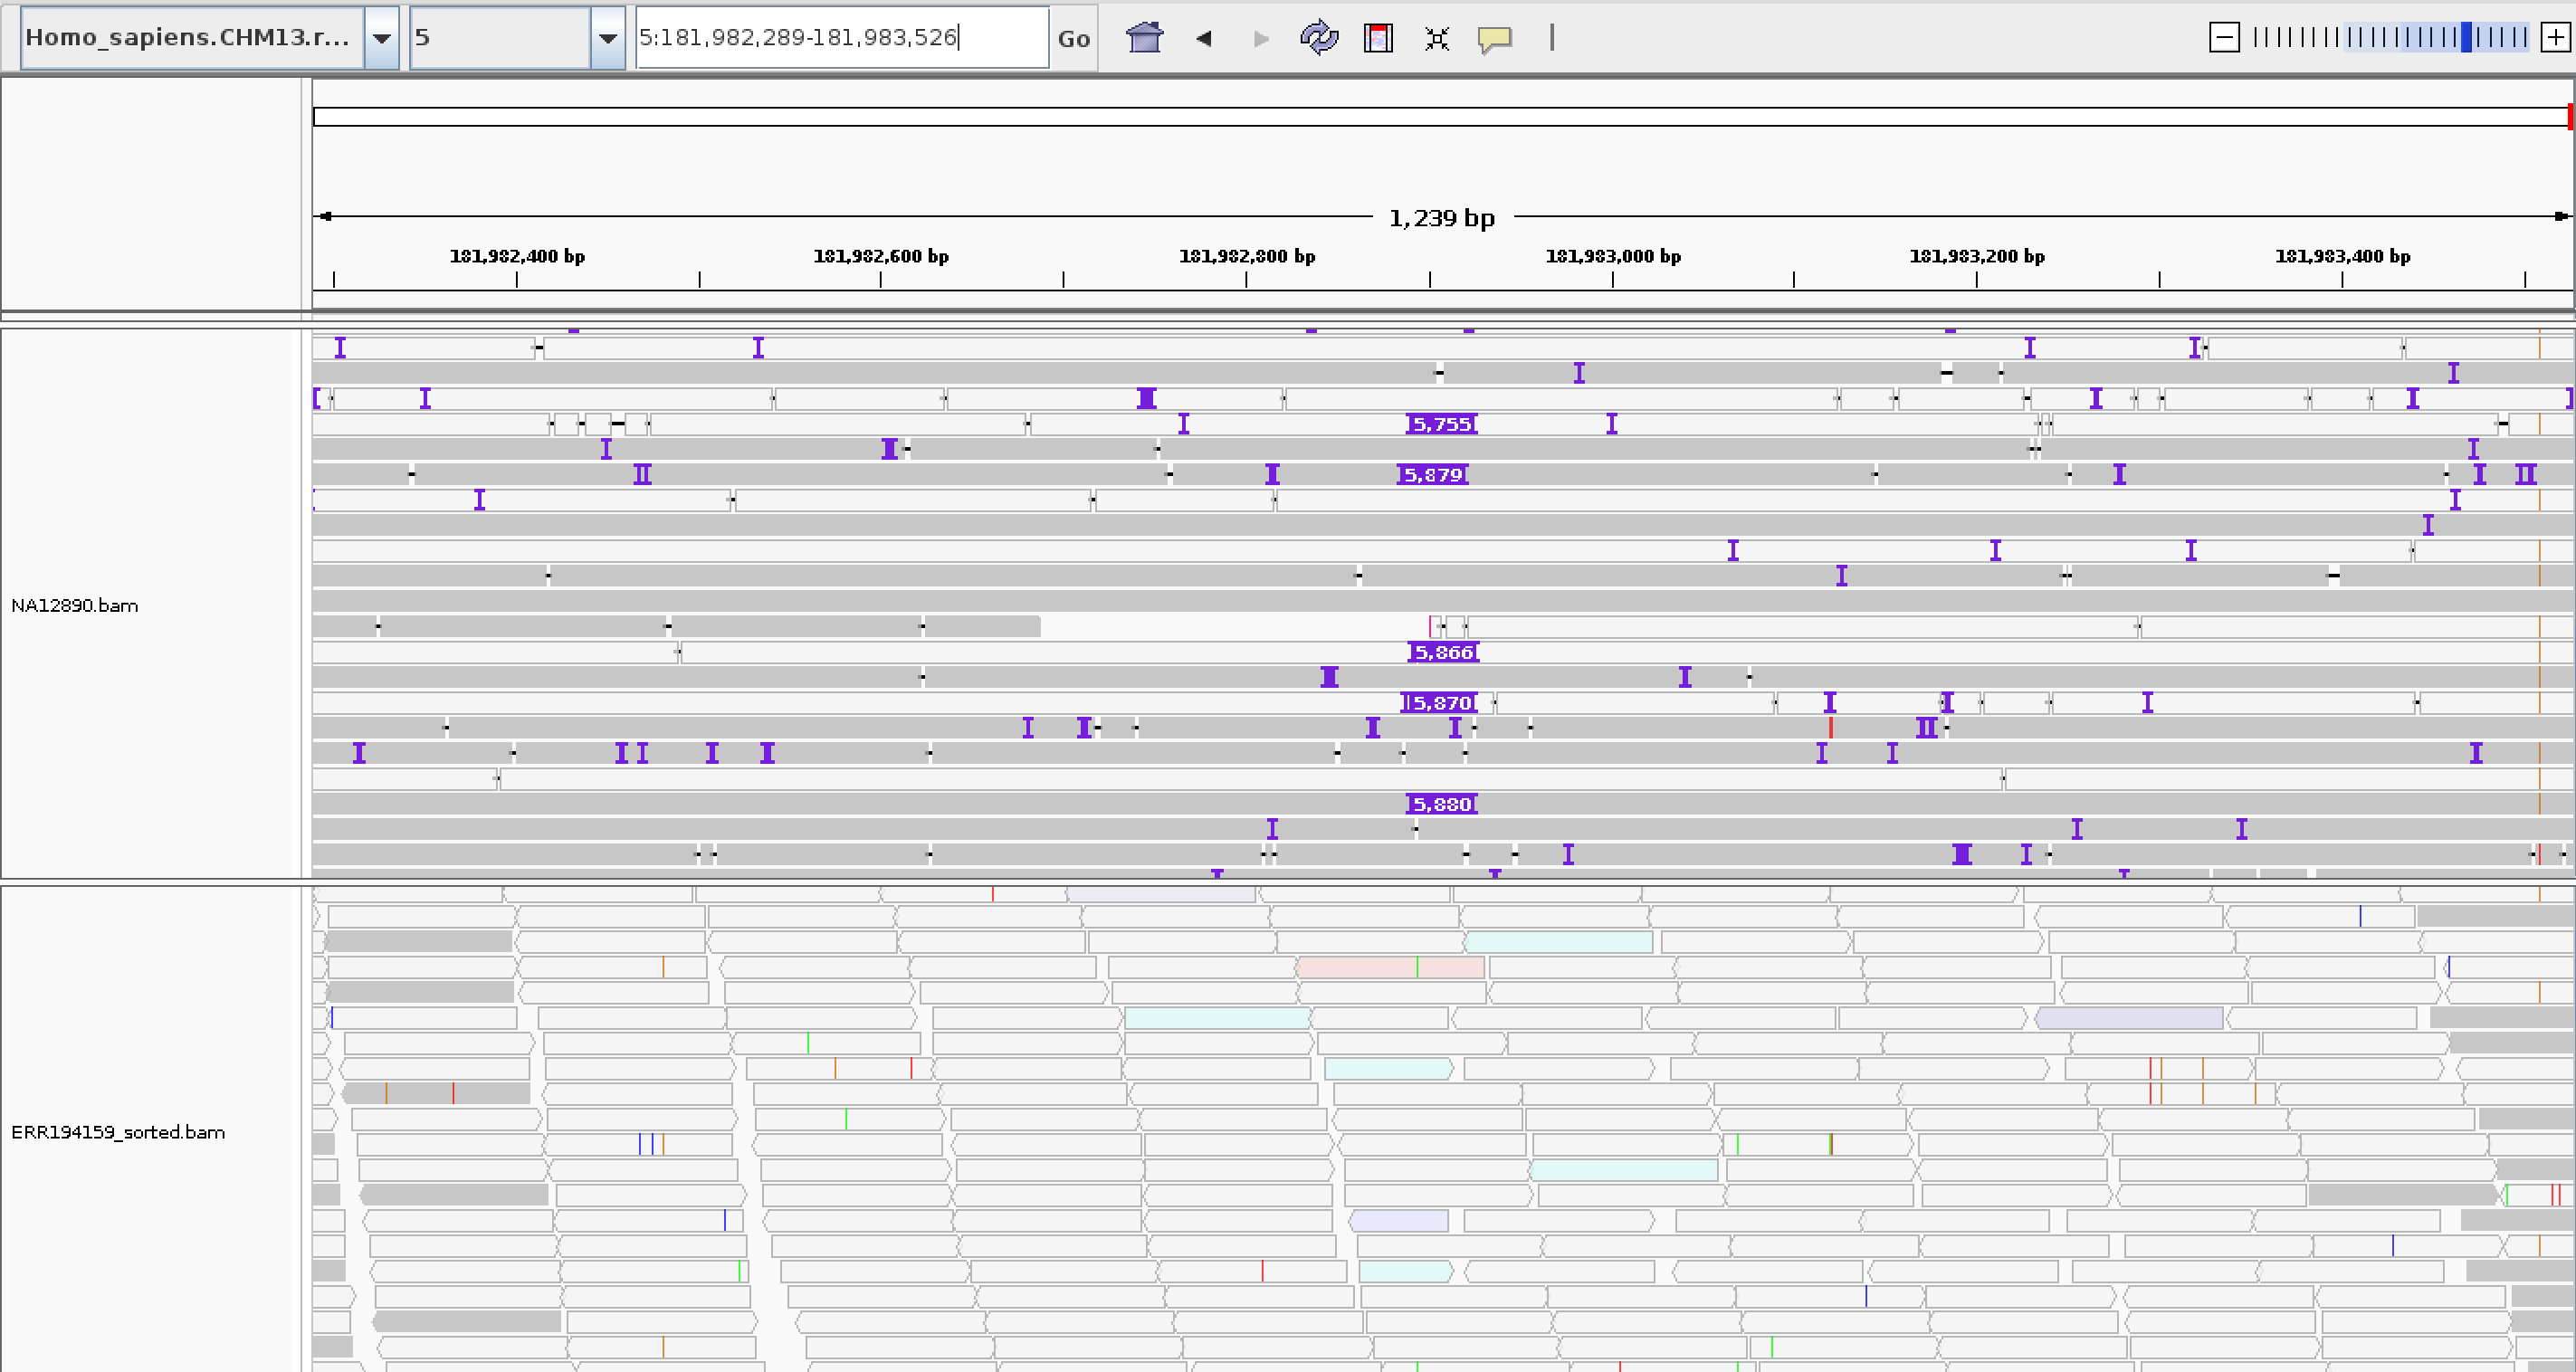 Homo_sapiens.CHM13.r... 5 5:181,982,289-181,983,526 Go
1,239 bp
181,982,400 bp 181,982,600 bp 181,982,800 bp 181,983,000 bp 181,983,200 bp 181,983,400 bp
5,755
5,879
NA12890.bam
5,866
5,870
5,880
ERR194159_sorted.bam